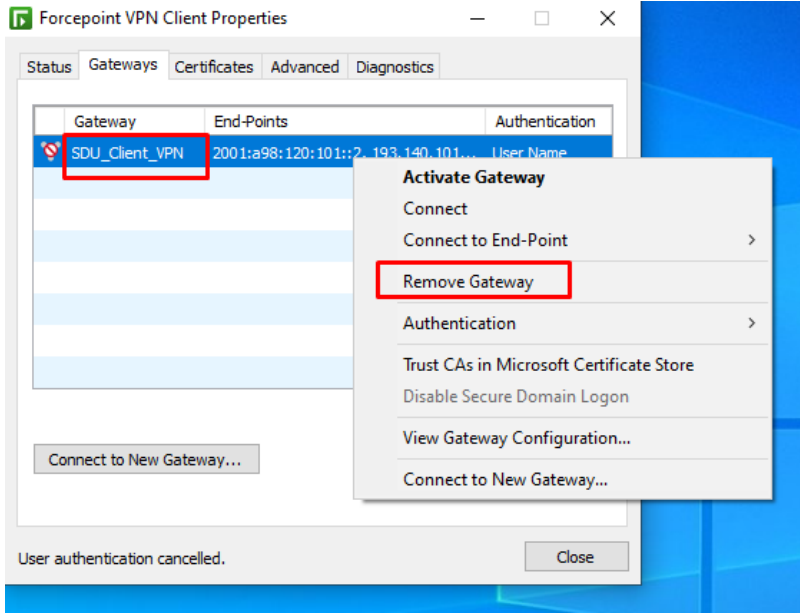 Forcepoint VPN Client Properties
Status Gateways Certificates Advanced Diagnostics
Gateway End-Points Authentication
SDU_Client_VPN 2001:a98:120:101::2, 193.140.101... User Name
Activate Gateway
Connect
Connect to End-Point
Remove Gateway
Authentication
Trust CAs in Microsoft Certificate Store
Disable Secure Domain Logon
View Gateway Configuration...
Connect to New Gateway...
Connect to New Gateway...
User authentication cancelled.
Close